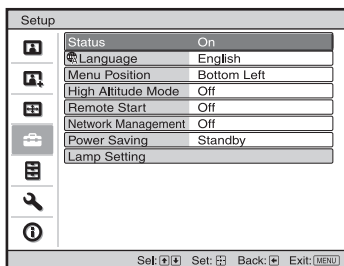 Setup
Status On
Language English
Menu Position Bottom Left
High Altitude Mode Off
Remote Start Off
Network Management Off
Power Saving Standby
Lamp Setting
Sel: Set: Back: Exit: MENU